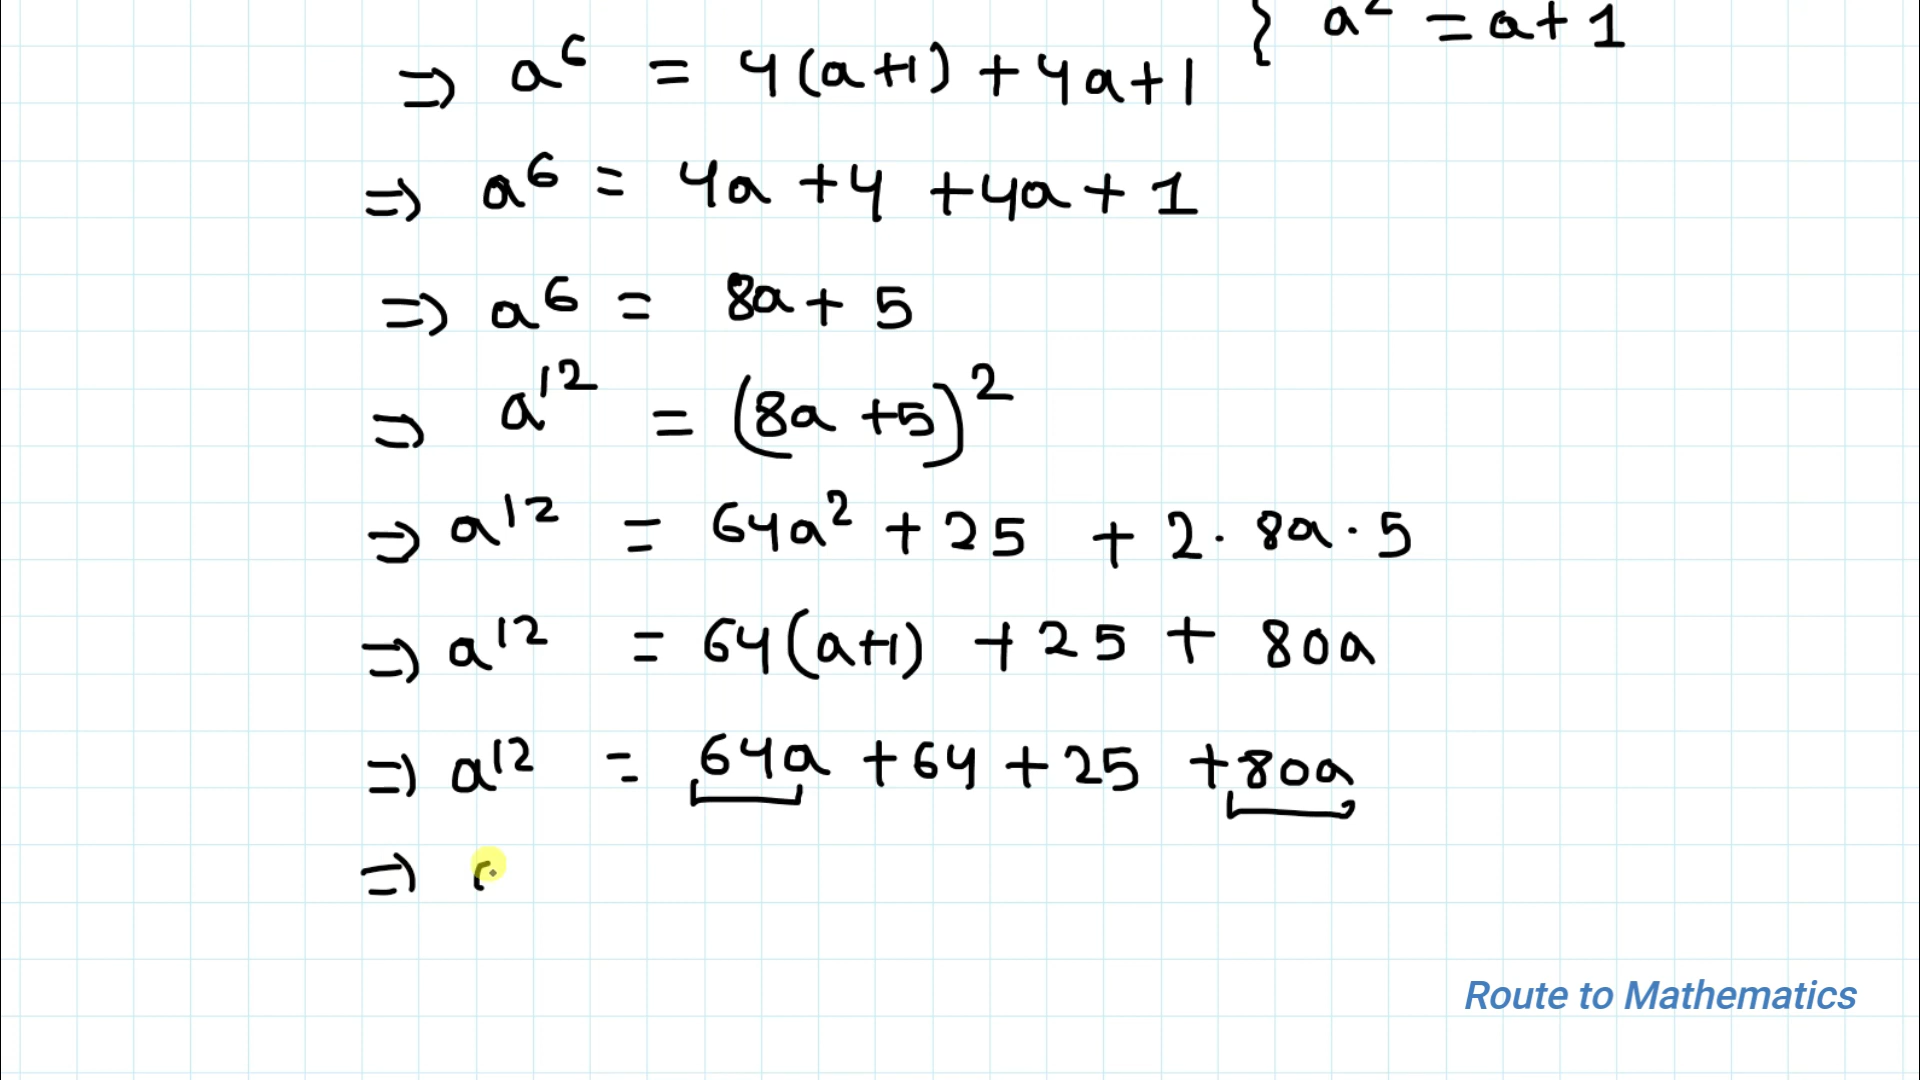 } a² = a+1
⇒ a⁶ = 4(a+1) + 4a+1
⇒ a⁶ = 4a +4 +4a + 1
⇒ a⁶ = 8a + 5
⇒ a¹² = (8a +5)²
⇒ a¹² = 64a² + 25 + 2. 8a . 5
⇒ a¹² = 64(a+1) +25 + 80a
⇒ a¹² = 64a +64 +25 +80a
⇒
Route to Mathematics